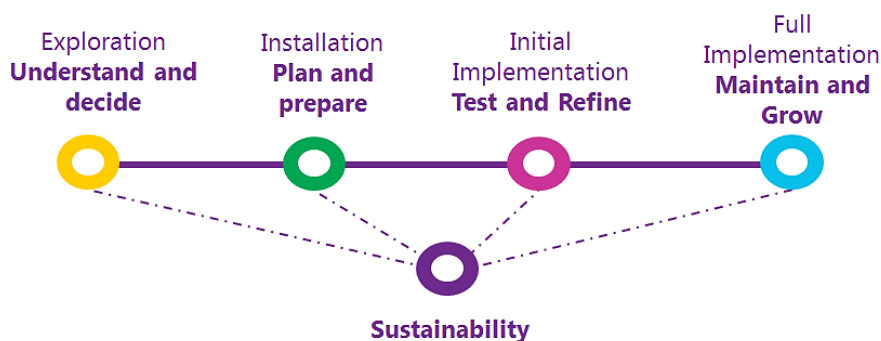 Exploration
Understand and
decide
Installation
Plan and
prepare
Initial
Implementation
Test and Refine
Full
Implementation
Maintain and
Grow
Sustainability